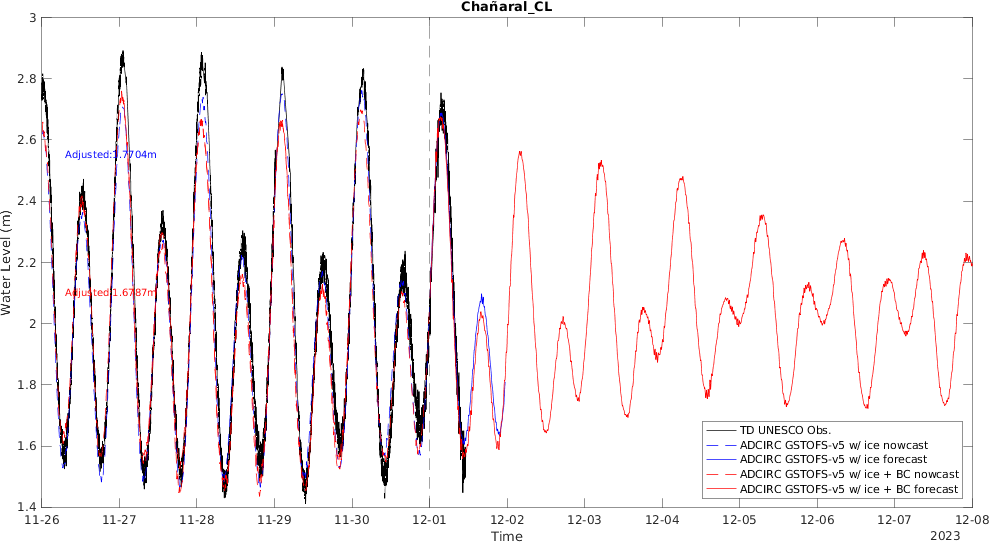 Chañaral_CL
Water Level (m)
3
2.8
2.6
2.4
2.2
2
1.8
1.6
1.4
Adjusted:1.7704m
Adjusted:1.6787m
TD UNESCO Obs.
ADCIRC GSTOFS-v5 w/ ice nowcast
ADCIRC GSTOFS-v5 w/ ice forecast
ADCIRC GSTOFS-v5 w/ ice + BC nowcast
ADCIRC GSTOFS-v5 w/ ice + BC forecast
11-26 11-27 11-28 11-29 11-30 12-01 12-02 12-03 12-04 12-05 12-06 12-07 12-08
Time
2023